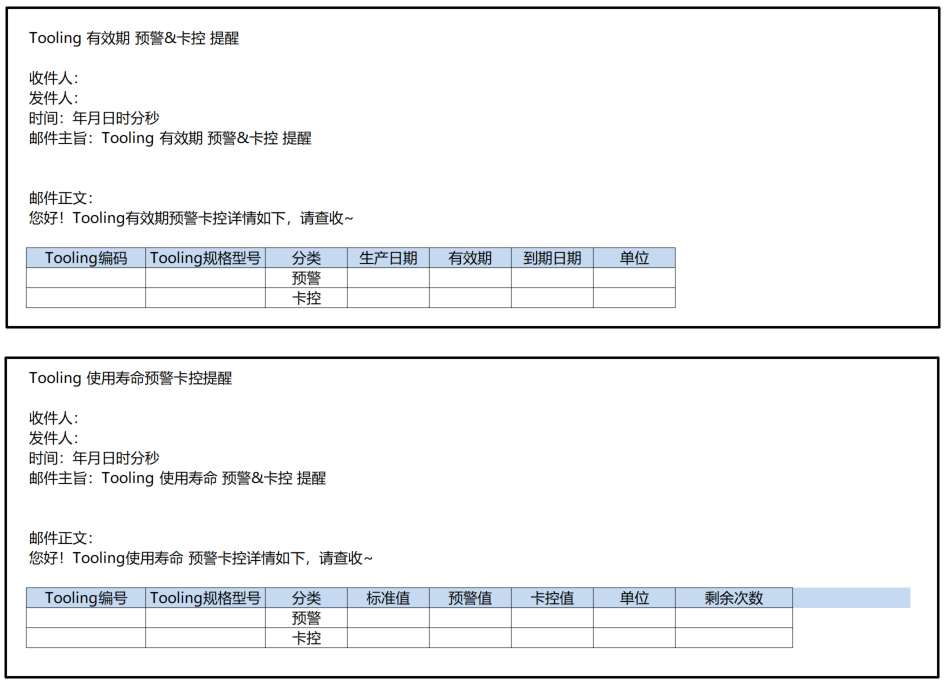 Tooling 有效期 预警&卡控 提醒
收件人：
发件人：
时间：年月日时分秒
邮件主旨：Tooling 有效期 预警&卡控 提醒
邮件正文：
您好！Tooling有效期预警卡控详情如下，请查收~
Tooling编码 Tooling规格型号 分类 生产日期 有效期 到期日期 单位
预警
卡控
Tooling 使用寿命预警卡控提醒
收件人：
发件人：
时间：年月日时分秒
邮件主旨：Tooling 使用寿命 预警&卡控 提醒
邮件正文：
您好！Tooling使用寿命 预警卡控详情如下，请查收~
Tooling编号 Tooling规格型号 分类 标准值 预警值 卡控值 单位 剩余次数
预警
卡控